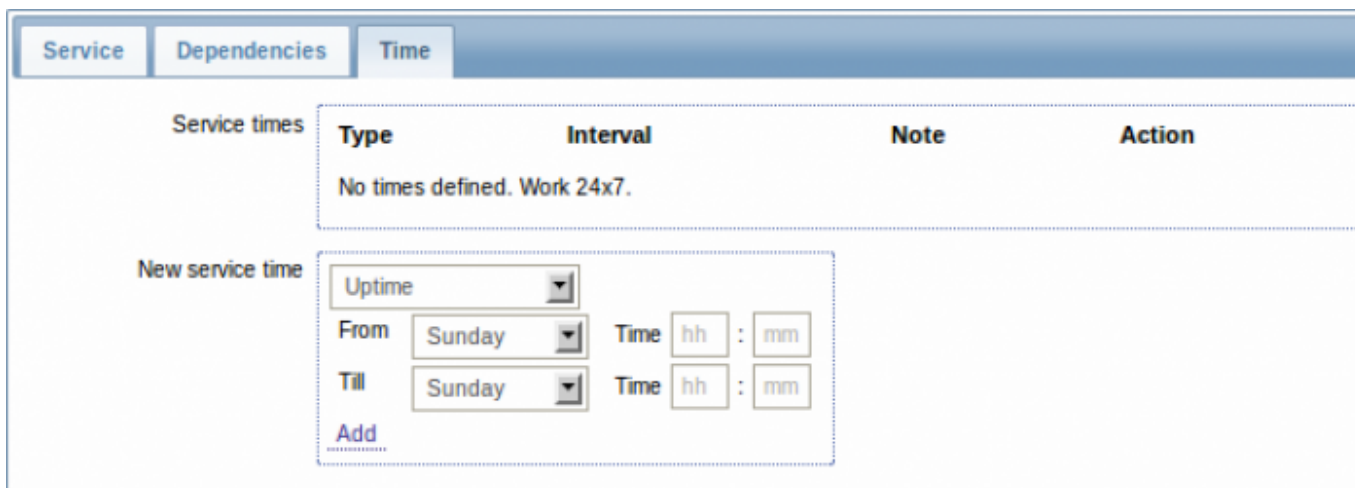 Service Dependencies Time
Service times
Type Interval Note Action
No times defined. Work 24x7.
New service time
Uptime
From Sunday Time hh : mm
Till Sunday Time hh : mm
Add